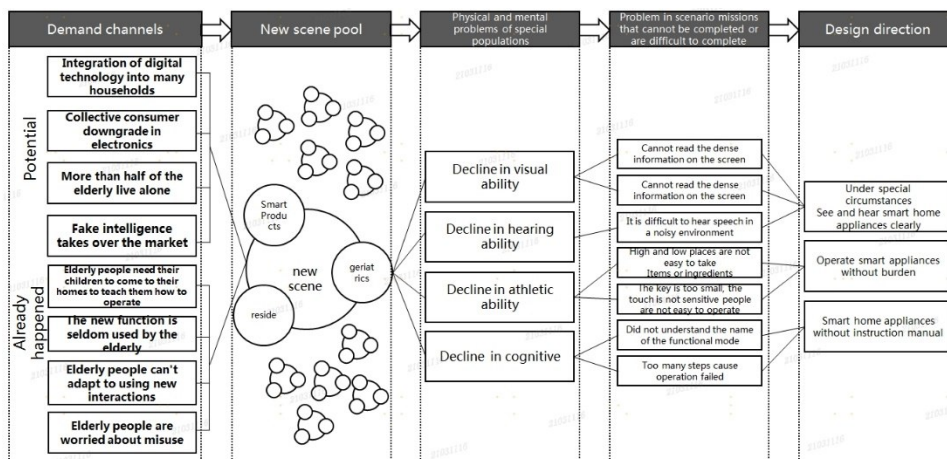 Demand channels
New scene pool
Physical and mental
problems of special
populations
Problem in scenario missions
that cannot be completed or
are difficult to complete
Design direction
Potential
Integration of digital
technology into many
households
Collective consumer
downgrade in
electronics
More than half of the
elderly live alone
Fake intelligence
takes over the market
Already
happened
Elderly people need their
children to come to their
homes to teach them how to
operate
The new function is
seldom used by the
elderly
Elderly people can't
adapt to using new
interactions
Elderly people are
worried about misuse
Smart
Produ
cts
new
scene
geriat
rics
reside
Decline in visual
ability
Decline in hearing
ability
Decline in athletic
ability
Decline in cognitive
Cannot read the dense
information on the screen
Cannot read the dense
information on the screen
It is difficult to hear speech in
a noisy environment
High and low places are not
easy to take
Items or ingredients
The key is too small, the
touch is not sensitive people
are not easy to operate
Did not understand the name
of the functional mode
Too many steps cause
operation failed
Under special
circumstances
See and hear smart home
appliances clearly
Operate smart appliances
without burden
Smart home appliances
without instruction manual